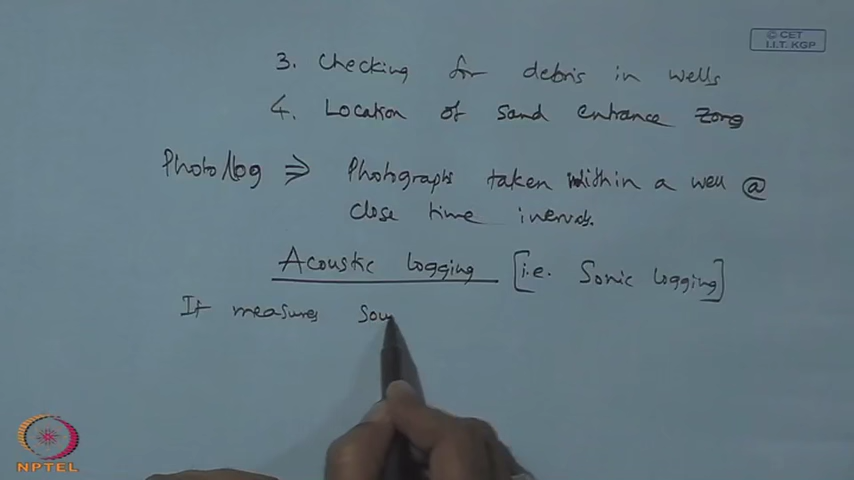 © CET
I.I.T. KGP
3. Checking for debris in wells
4. Location of sand entrance zone
Photolog ⇒ Photographs taken within a well @
close time inervals.
Acoustic logging [i.e. Sonic logging]
It measures Sou
NPTEL